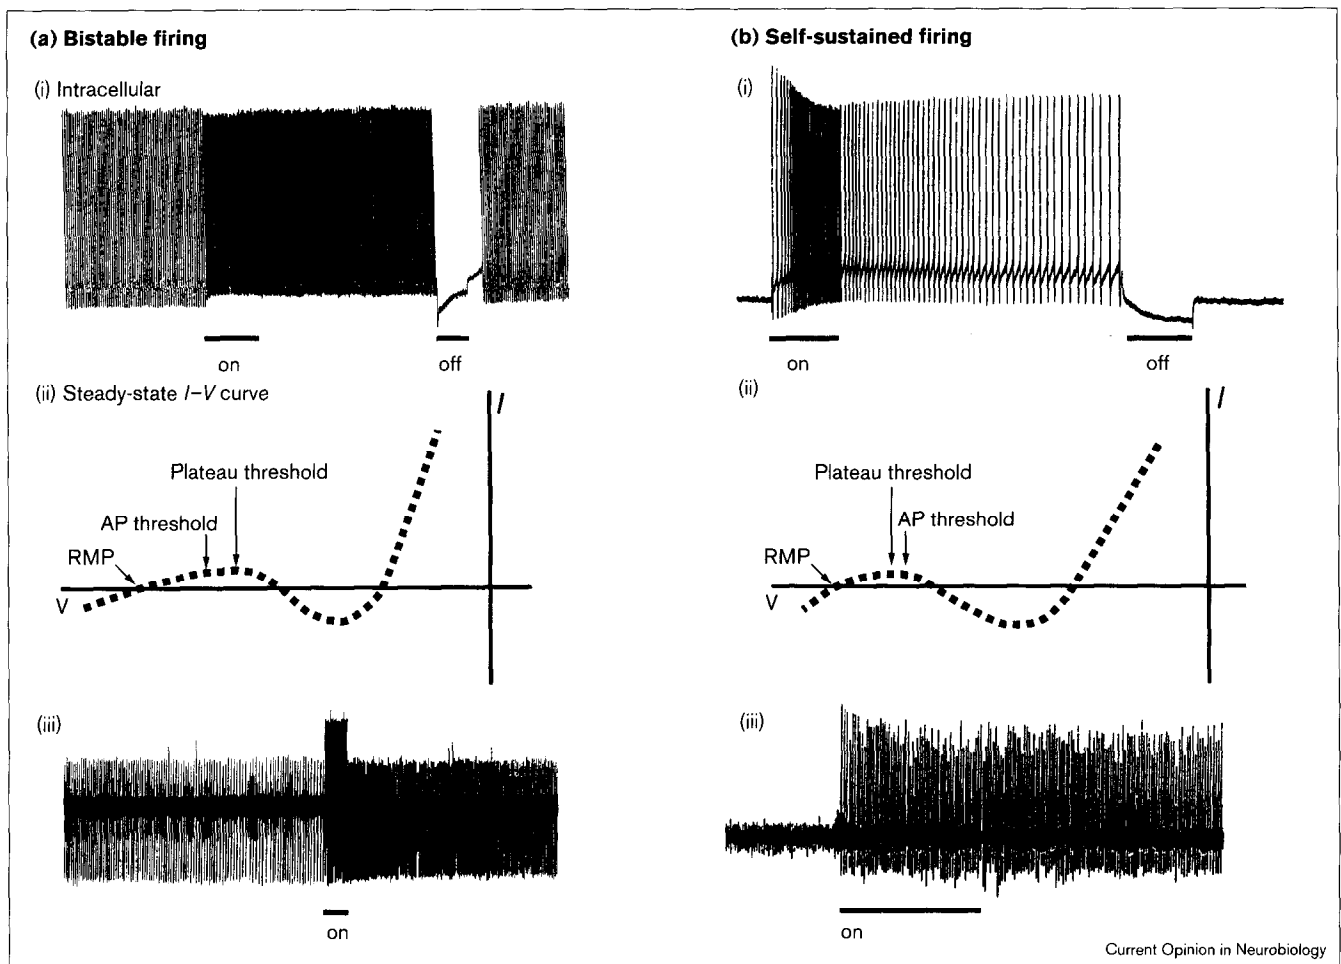 (a) Bistable firing
(i) Intracellular
on
off
(ii) Steady-state I–V curve
I
Plateau threshold
AP threshold
RMP
V
(iii)
on
(b) Self-sustained firing
(i)
on
off
(ii)
I
Plateau threshold
AP threshold
RMP
V
(iii)
on
Current Opinion in Neurobiology